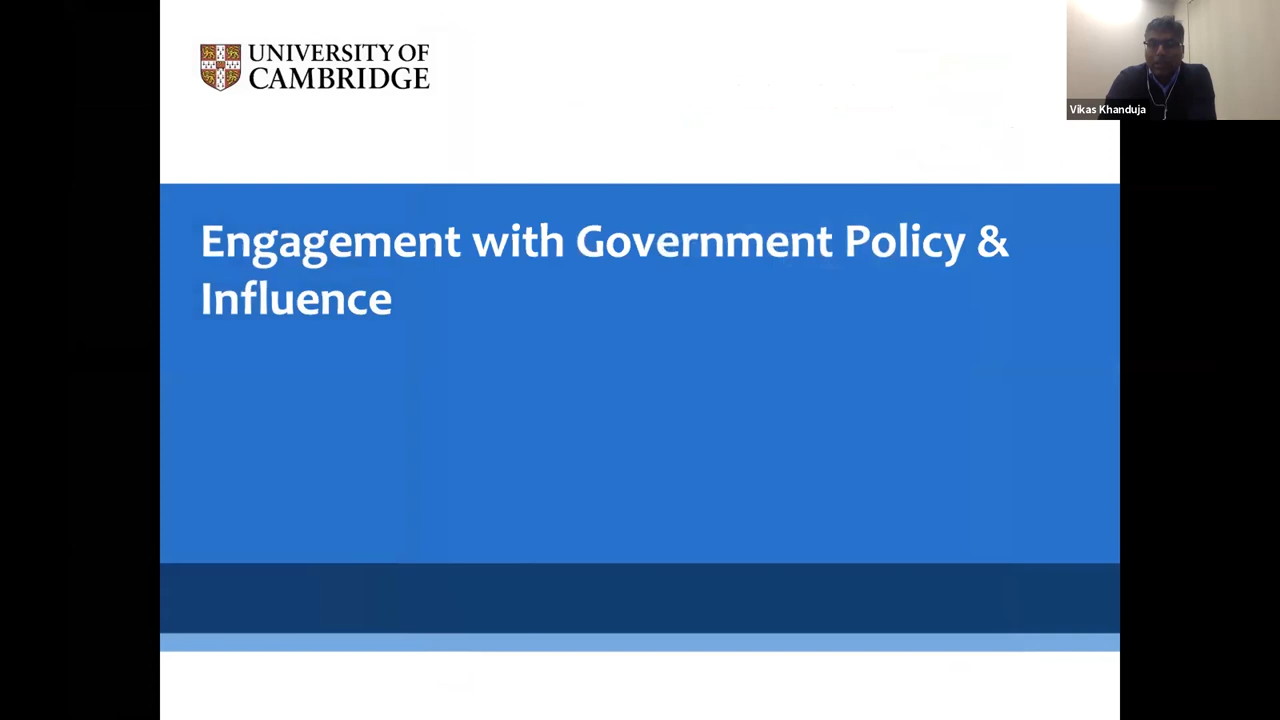 UNIVERSITY OF
CAMBRIDGE
Vikas Khanduja
Engagement with Government Policy &
Influence